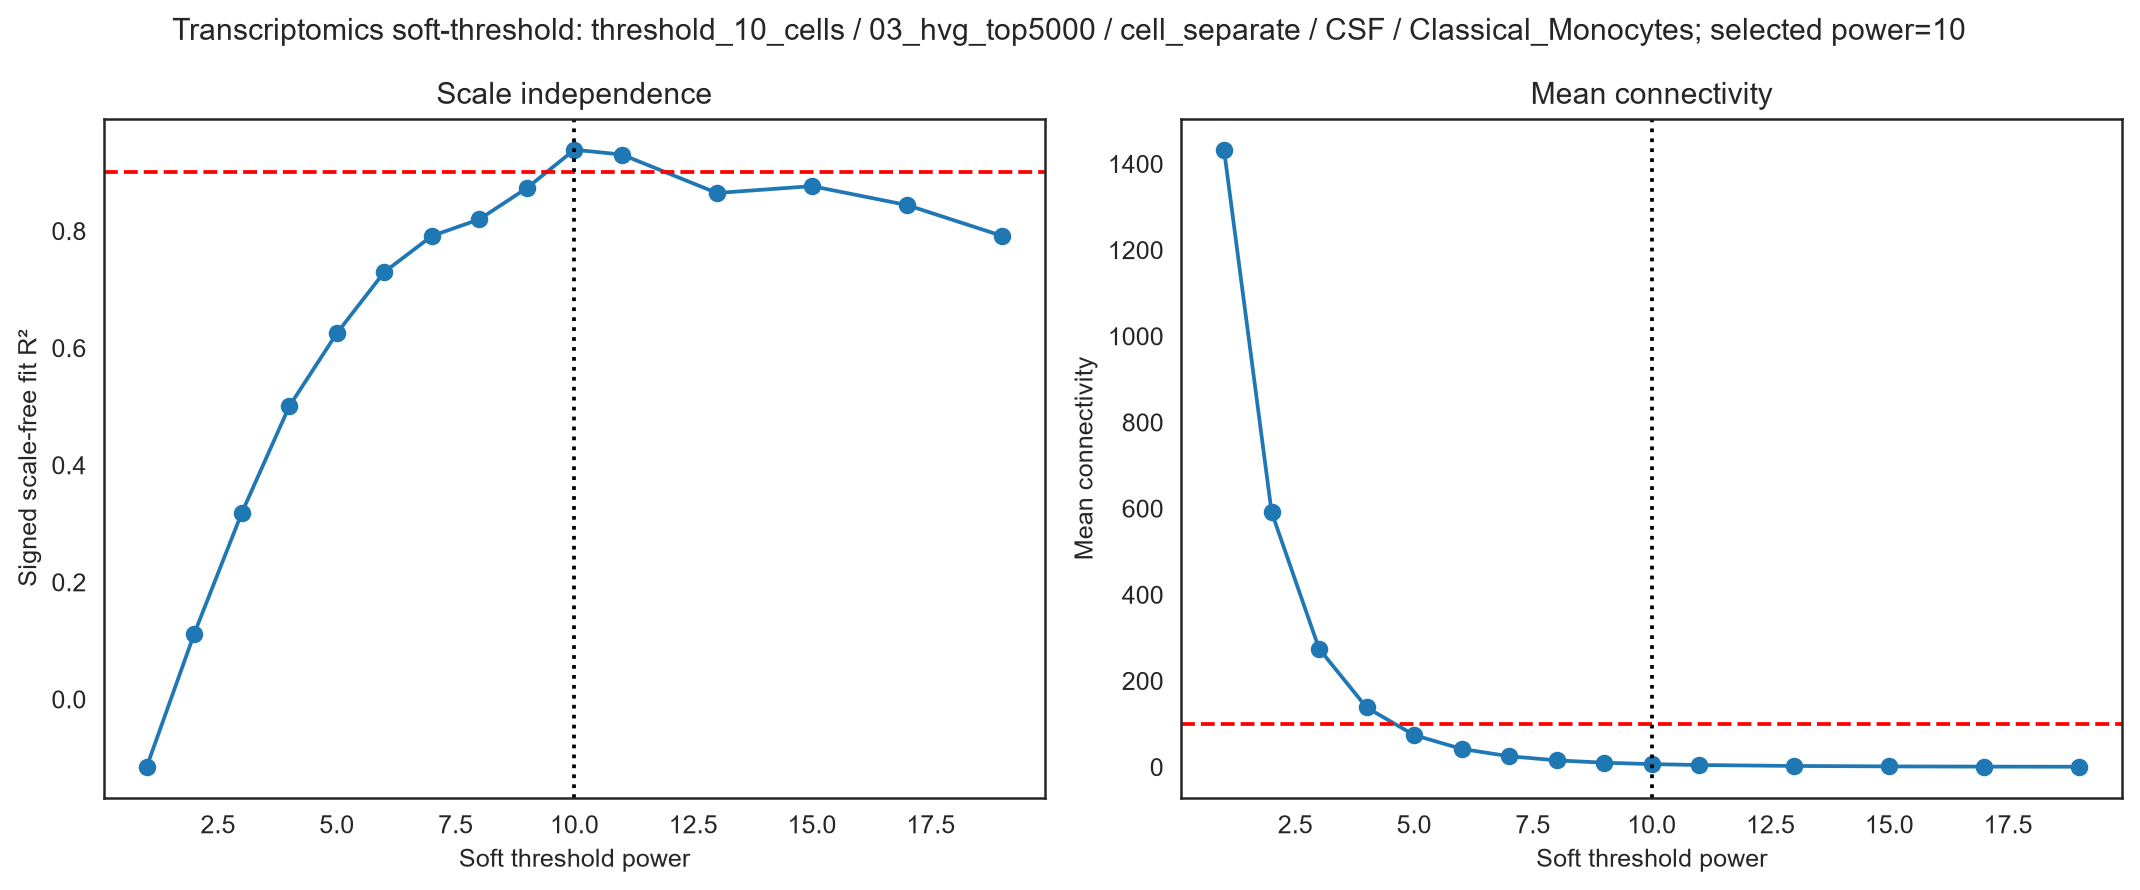 Transcriptomics soft-threshold: threshold_10_cells / 03_hvg_top5000 / cell_separate / CSF / Classical_Monocytes; selected power=10
Scale independence
Signed scale-free fit R²
0.8
0.6
0.4
0.2
0.0
2.5 5.0 7.5 10.0 12.5 15.0 17.5
Soft threshold power
Mean connectivity
Mean connectivity
1400
1200
1000
800
600
400
200
0
2.5 5.0 7.5 10.0 12.5 15.0 17.5
Soft threshold power